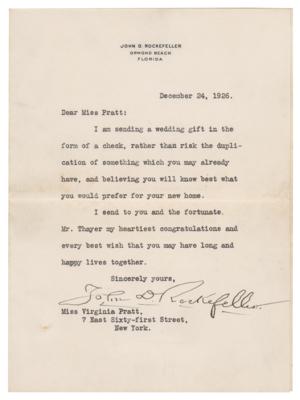 JOHN D. ROCKEFELLER
ORMOND BEACH
FLORIDA
December 24, 1926.
Dear Miss Pratt:
I am sending a wedding gift in the
form of a check, rather than risk the dupli-
cation of something which you may already
have, and believing you will know best what
you would prefer for your new home.
I send to you and the fortunate.
Mr. Thayer my heartiest congratulations and
every best wish that you may have long and
happy lives together.
Sincerely yours,
John D Rockefeller
Miss Virginia Pratt,
7 East Sixty-first Street,
New York.